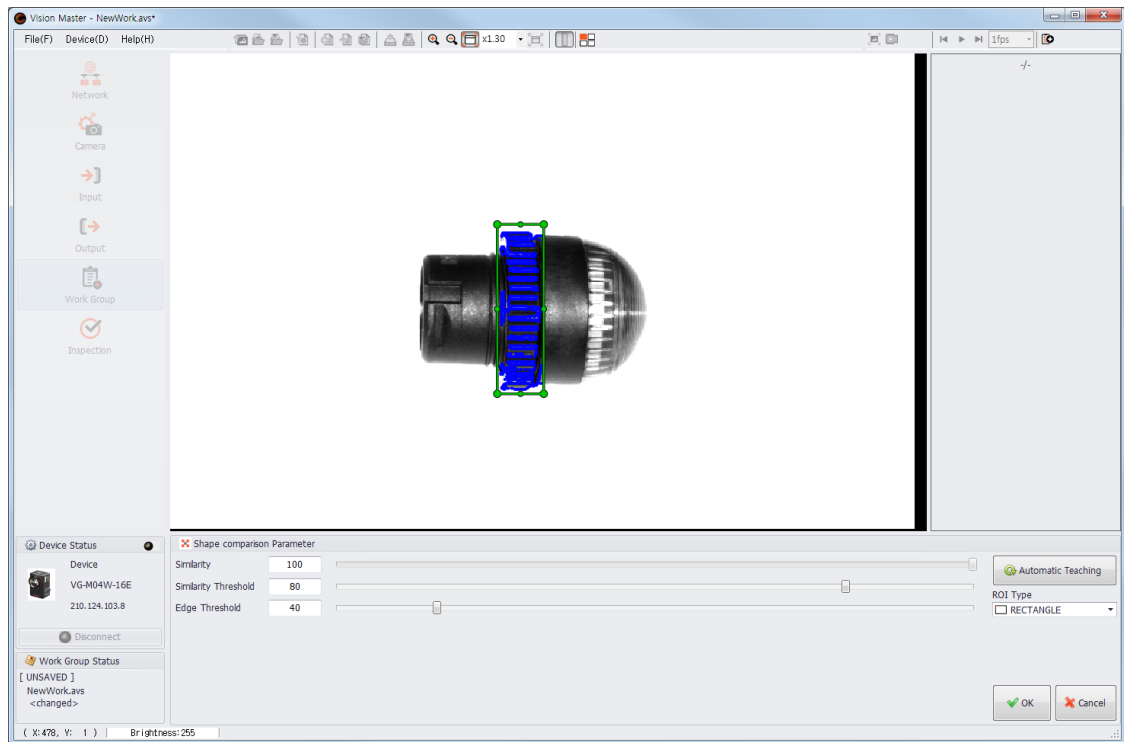 Vision Master - NewWork.avs*
File(F) Device(D) Help(H)
x1.30
1fps
Network
Camera
Input
Output
Work Group
Inspection
-/-
Device Status
Device
VG-M04W-16E
210.124.103.8
Disconnect
Work Group Status
[ UNSAVED ]
NewWork.avs
<changed>
Shape comparison Parameter
Similarity 100
Similarity Threshold 80
Edge Threshold 40
Automatic Teaching
ROI Type
RECTANGLE
OK
Cancel
( X:478, Y: 1 ) Brightness:255